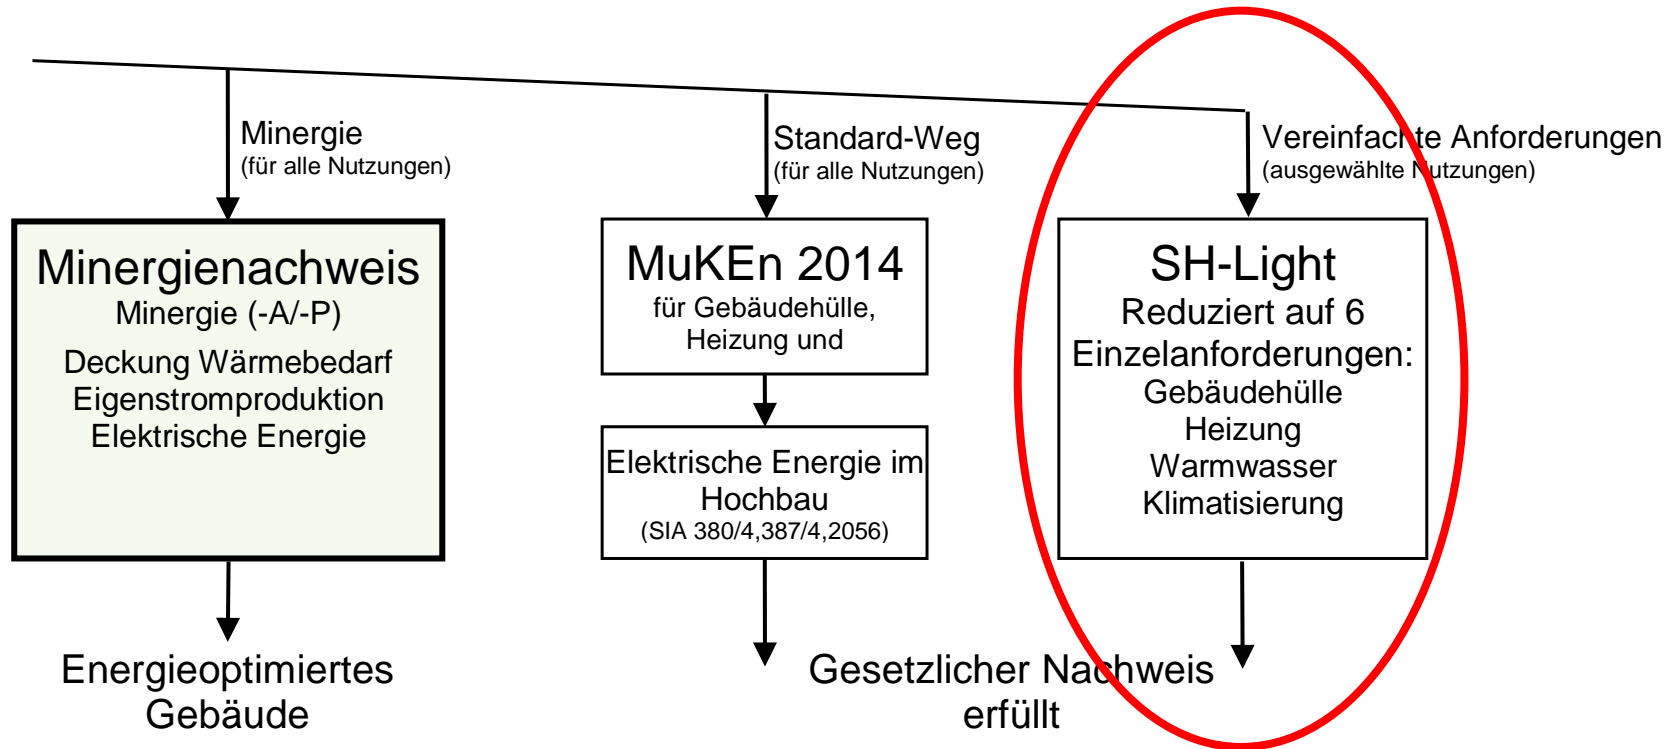 Minergie
(für alle Nutzungen)
Standard-Weg
(für alle Nutzungen)
Vereinfachte Anforderungen
(ausgewählte Nutzungen)
Minergienachweis
Minergie (-A/-P)
Deckung Wärmebedarf
Eigenstromproduktion
Elektrische Energie
MuKEn 2014
für Gebäudehülle,
Heizung und
Elektrische Energie im
Hochbau
(SIA 380/4,387/4,2056)
SH-Light
Reduziert auf 6
Einzelanforderungen:
Gebäudehülle
Heizung
Warmwasser
Klimatisierung
Energieoptimiertes
Gebäude
Gesetzlicher Nachweis
erfüllt